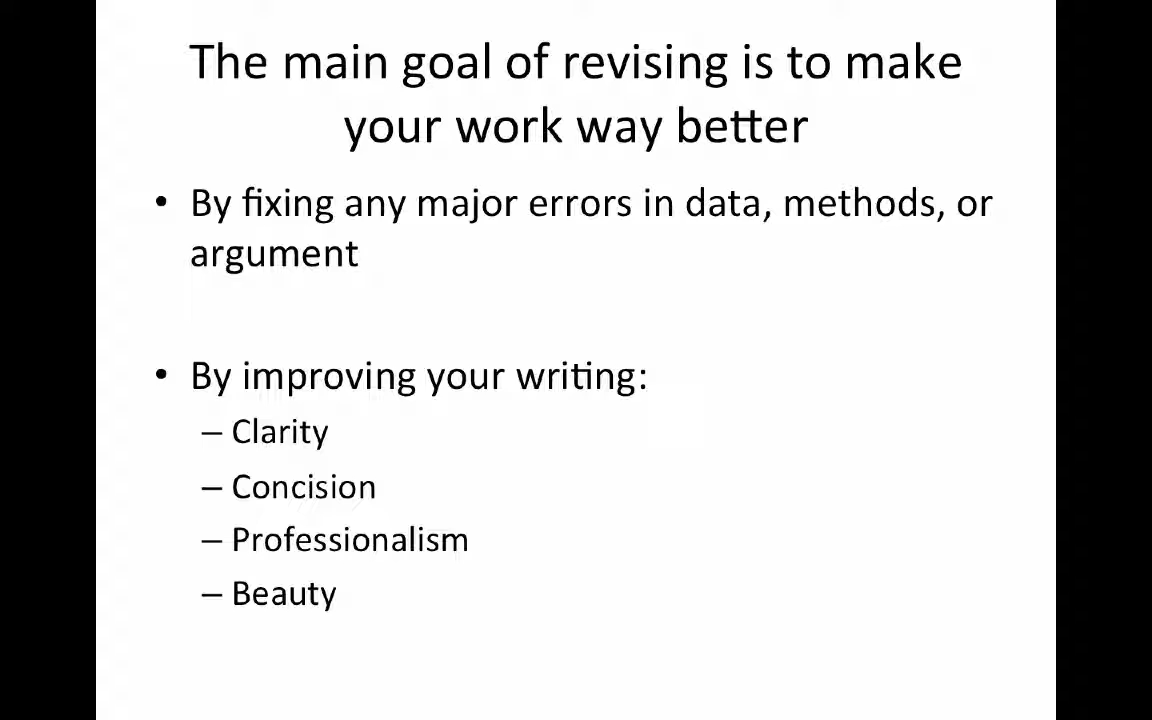 The main goal of revising is to make
your work way better
• By fixing any major errors in data, methods, or
argument
• By improving your writing:
– Clarity
– Concision
– Professionalism
– Beauty